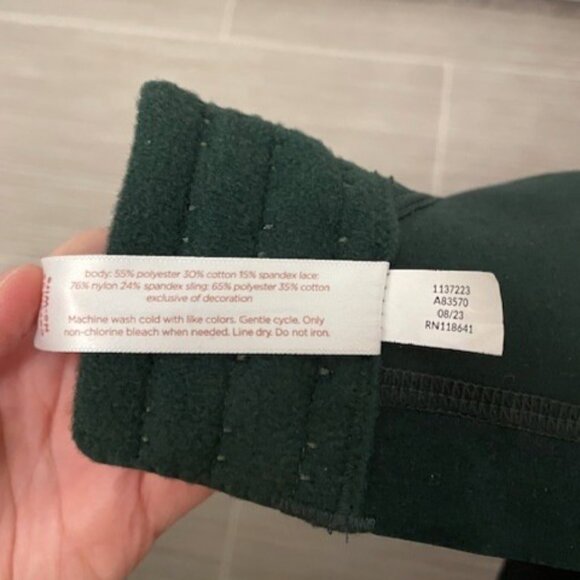 body: 55% polyester 30% cotton 15% spandex lace:
76% nylon 24% spandex sling: 65% polyester 35% cotton
exclusive of decoration
Machine wash cold with like colors. Gentle cycle. Only
non-chlorine bleach when needed. Line dry. Do not iron.
1137223
A83570
08/23
RN118641